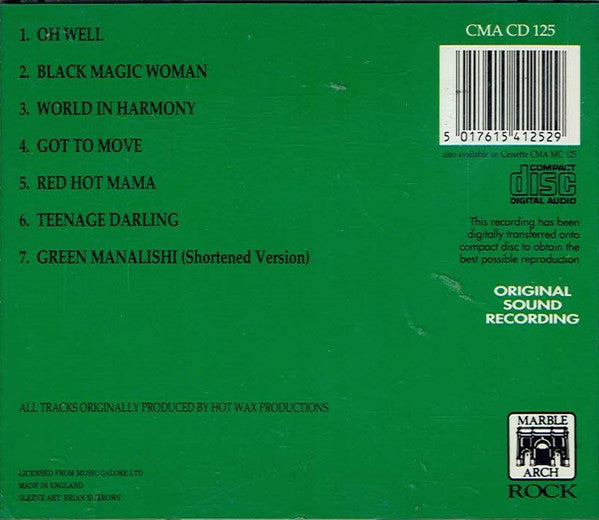 1. OH WELL
2. BLACK MAGIC WOMAN
3. WORLD IN HARMONY
4. GOT TO MOVE
5. RED HOT MAMA
6. TEENAGE DARLING
7. GREEN MANALISHI (Shortened Version)
ALL TRACKS ORIGINALLY PRODUCED BY HOT WAX PRODUCTIONS
LICENSED FROM MUSIC GALORE LTD
MADE IN ENGLAND
SLEEVE ART: BRIAN BURROWS
CMA CD 125
5 017615 412529
also available on Cassette CMA MC 125
COMPACT
disc
DIGITAL AUDIO
This recording has been
digitally transferred onto
compact disc to obtain the
best possible reproduction
ORIGINAL
SOUND
RECORDING
MARBLE
ARCH
ROCK